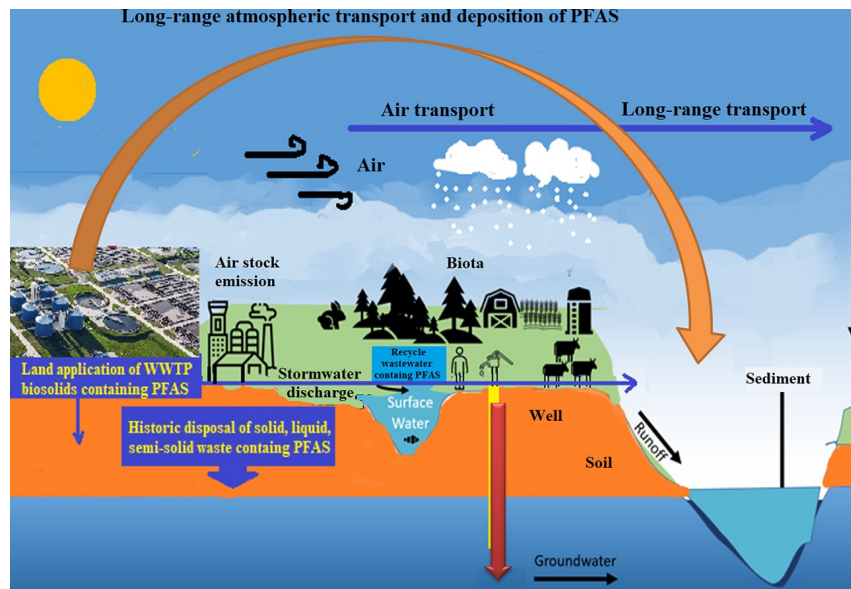 Long-range atmospheric transport and deposition of PFAS
Air transport
Long-range transport
Air
Air stock
emission
Biota
Recycle
wastewater
containg PFAS
Land application of WWTP
biosolids containing PFAS
Stormwater
discharge
Surface
Water
Sediment
Historic disposal of solid, liquid,
semi-solid waste containg PFAS
Well
Soil
Runoff
Groundwater